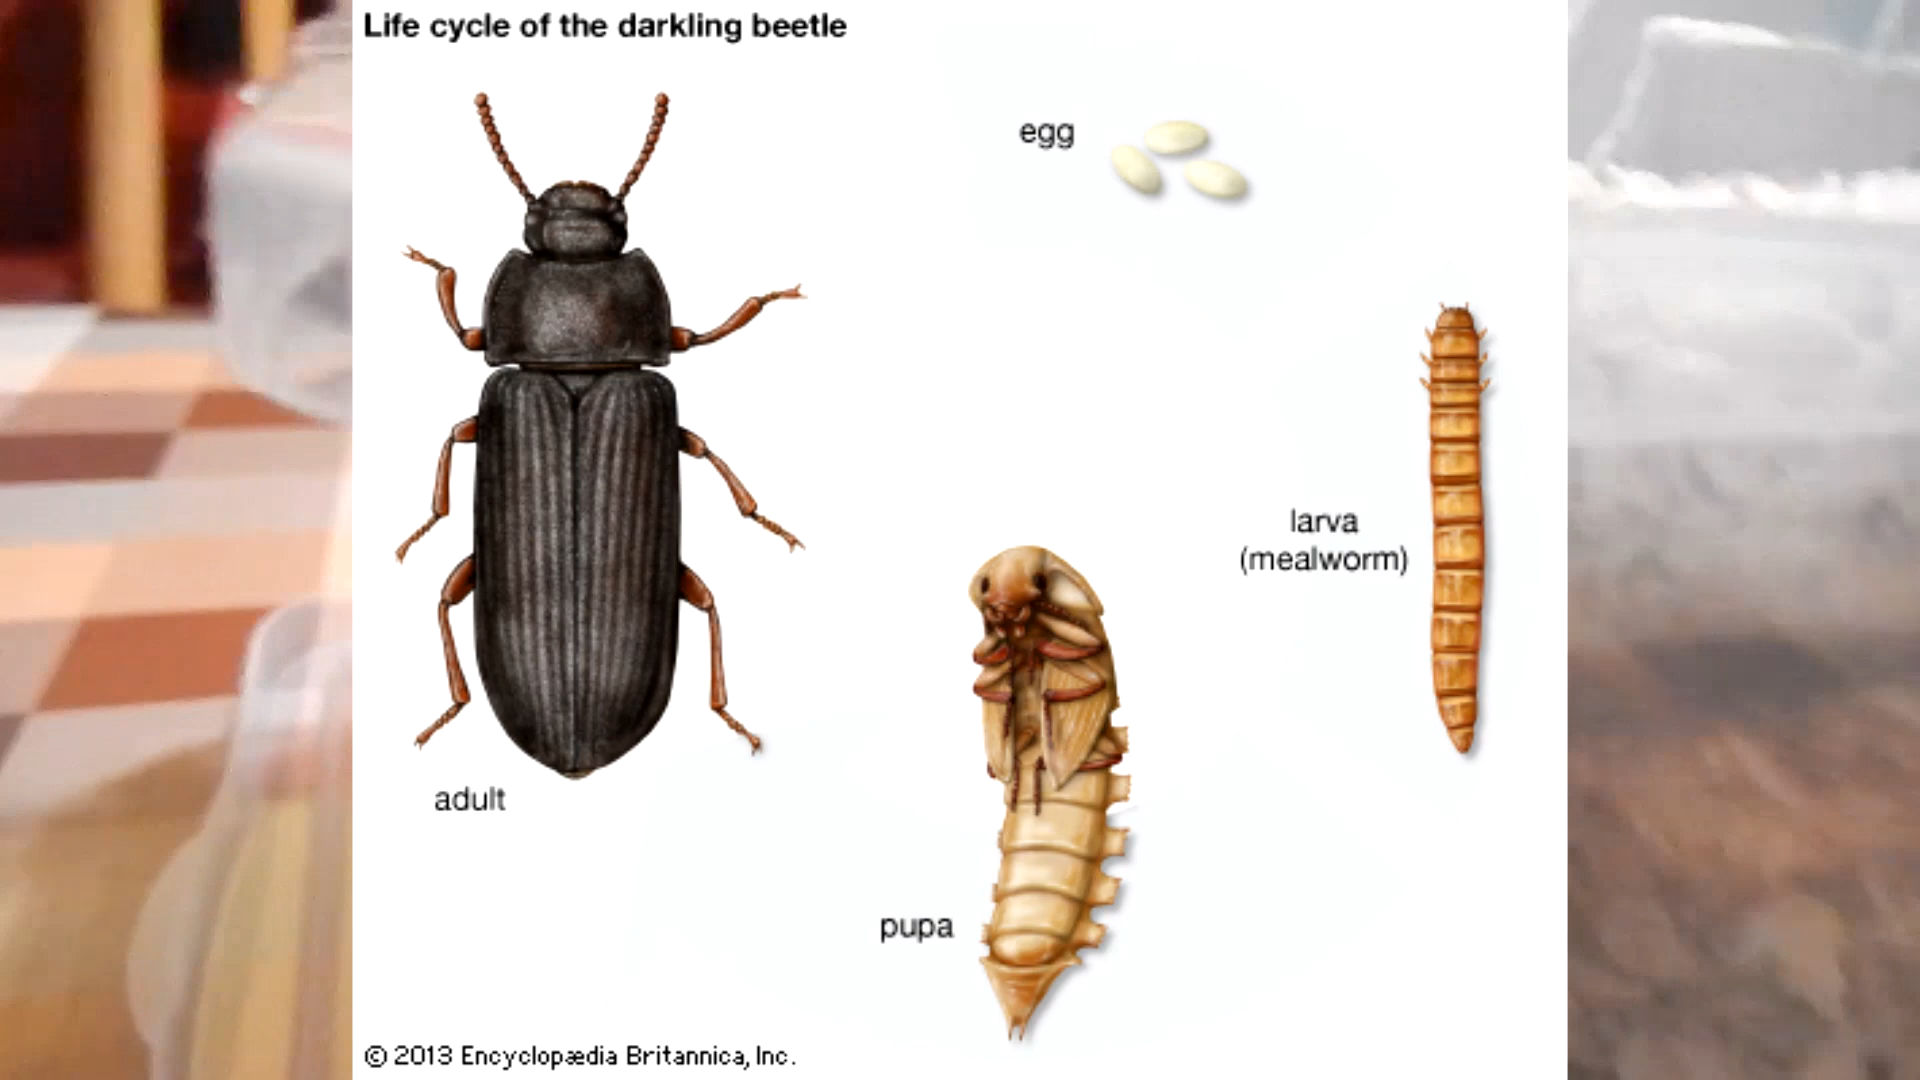 Life cycle of the darkling beetle
egg
larva
(mealworm)
adult
pupa
© 2013 Encyclopædia Britannica, Inc.